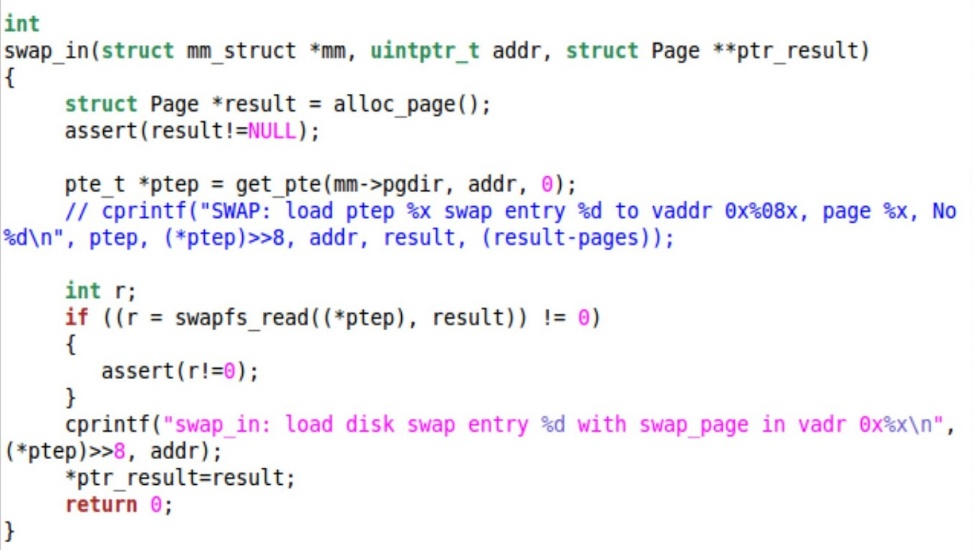 int
swap_in(struct mm_struct *mm, uintptr_t addr, struct Page **ptr_result)
{
     struct Page *result = alloc_page();
     assert(result!=NULL);

     pte_t *ptep = get_pte(mm->pgdir, addr, 0);
     // cprintf("SWAP: load ptep %x swap entry %d to vaddr 0x%08x, page %x, No
%d\n", ptep, (*ptep)>>8, addr, result, (result-pages));

     int r;
     if ((r = swapfs_read((*ptep), result)) != 0)
     {
        assert(r!=0);
     }
     cprintf("swap_in: load disk swap entry %d with swap_page in vadr 0x%x\n",
(*ptep)>>8, addr);
     *ptr_result=result;
     return 0;
}